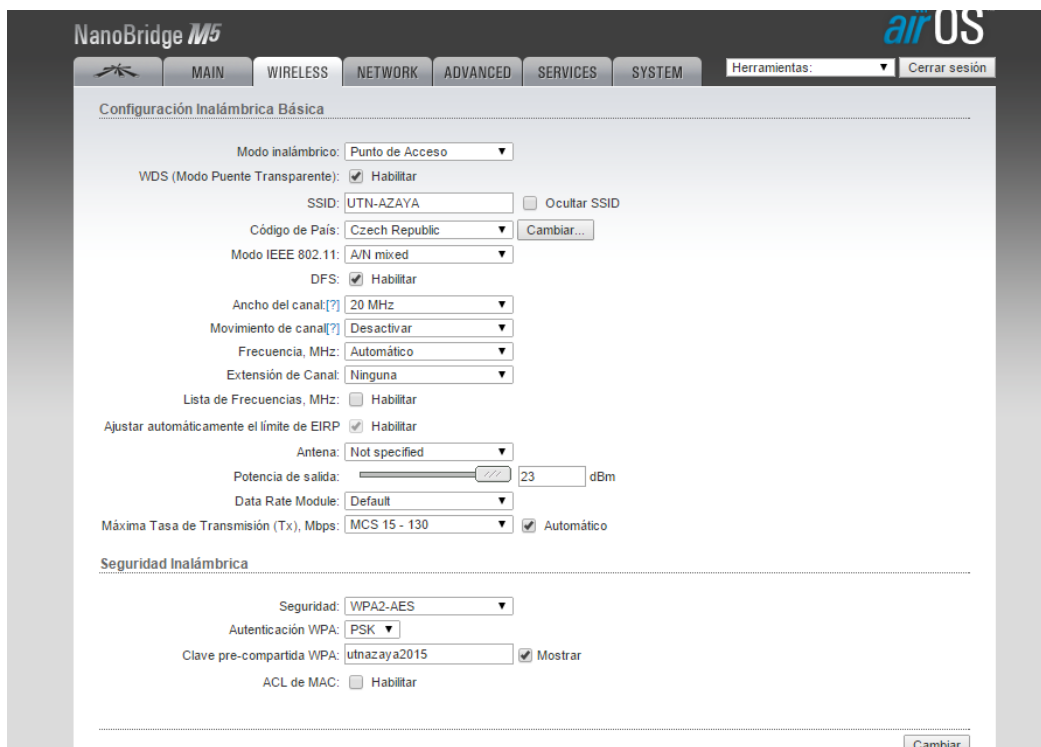 NanoBridge M5
airOS
MAIN WIRELESS NETWORK ADVANCED SERVICES SYSTEM Herramientas: Cerrar sesión
Configuración Inalámbrica Básica
Modo inalámbrico: Punto de Acceso
WDS (Modo Puente Transparente): Habilitar
SSID: UTN-AZAYA Ocultar SSID
Código de País: Czech Republic Cambiar...
Modo IEEE 802.11: A/N mixed
DFS: Habilitar
Ancho del canal:[?] 20 MHz
Movimiento de canal[?] Desactivar
Frecuencia, MHz: Automático
Extensión de Canal: Ninguna
Lista de Frecuencias, MHz: Habilitar
Ajustar automáticamente el límite de EIRP Habilitar
Antena: Not specified
Potencia de salida: 23 dBm
Data Rate Module: Default
Máxima Tasa de Transmisión (Tx), Mbps: MCS 15 - 130 Automático
Seguridad Inalámbrica
Seguridad: WPA2-AES
Autenticación WPA: PSK
Clave pre-compartida WPA: utnazaya2015 Mostrar
ACL de MAC: Habilitar
Cambiar